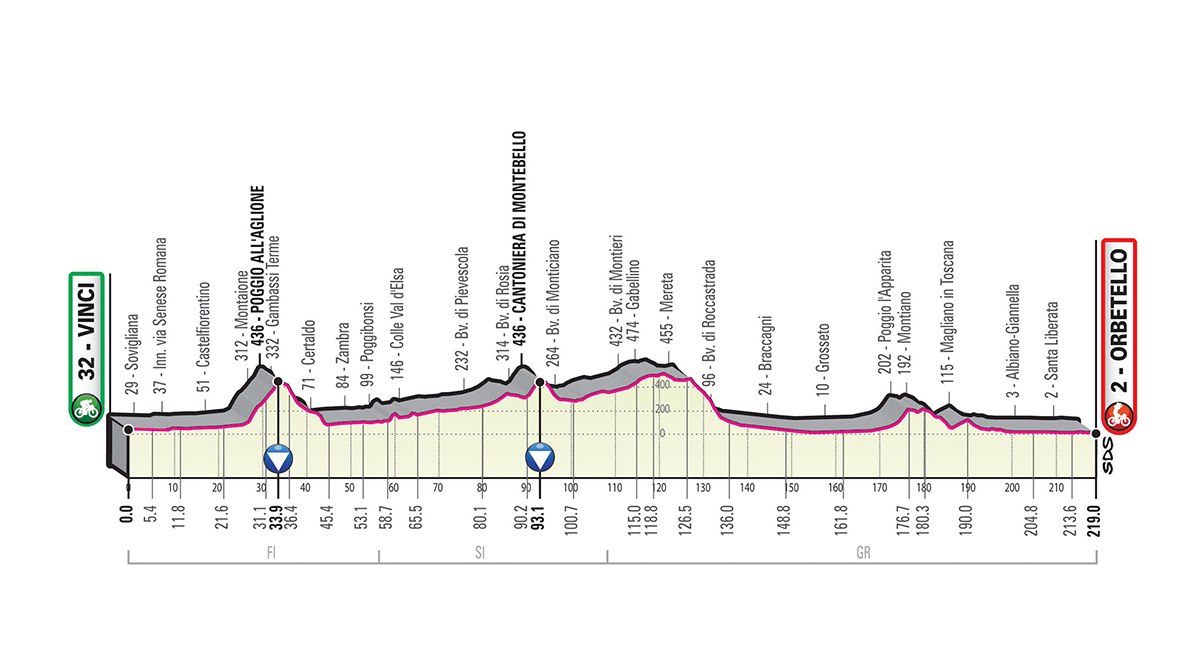 32 - VINCI
29 - Sovigliana
37 - Inn. via Senese Romana
51 - Castelfiorentino
312 - Montaione
436 - POGGIO ALL'AGLIONE
332 - Gambassi Terme
71 - Certaldo
84 - Zambra
99 - Poggibonsi
146 - Colle Val d'Elsa
232 - Bv. di Pievescola
314 - Bv. di Rosia
436 - CANTONIERA DI MONTEBELLO
264 - Bv. di Monticiano
432 - Bv. di Montieri
474 - Gabellino
455 - Mereta
96 - Bv. di Roccastrada
24 - Braccagni
10 - Grosseto
202 - Poggio l'Apparita
192 - Montiano
115 - Magliano in Toscana
3 - Albiano-Giannella
2 - Santa Liberata
2 - ORBETELLO
400
200
0
SDS
0 10 20 30 40 50 60 70 80 90 100 110 120 130 140 150 160 170 180 190 200 210
0.0 5.4 11.8 21.6 31.1 33.9 36.4 45.4 53.1 58.7 65.5 80.1 90.2 93.1 100.7 115.0 118.8 126.5 136.0 148.8 161.8 176.7 180.3 190.0 204.8 213.6 219.0
FI SI GR